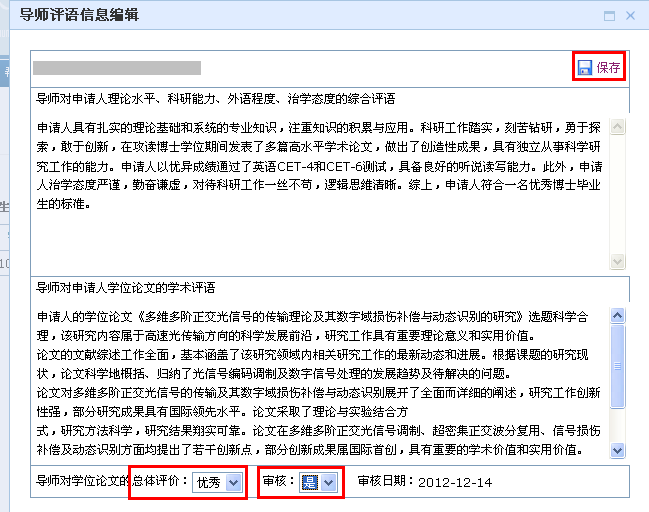 导师评语信息编辑
保存
导师对申请人理论水平、科研能力、外语程度、治学态度的综合评语
申请人具有扎实的理论基础和系统的专业知识，注重知识的积累与应用。科研工作踏实，刻苦钻研，勇于探
索，敢于创新，在攻读博士学位期间发表了多篇高水平学术论文，做出了创造性成果，具有独立从事科学研
究工作的能力。申请人以优异成绩通过了英语CET-4和CET-6测试，具备良好的听说读写能力。此外，申请
人治学态度严谨，勤奋谦虚，对待科研工作一丝不苟，逻辑思维清晰。综上，申请人符合一名优秀博士毕业
生的标准。
导师对申请人学位论文的学术评语
申请人的学位论文《多维多阶正交光信号的传输理论及其数字域损伤补偿与动态识别的研究》选题科学合
理，该研究内容属于高速光传输方向的科学发展前沿，研究工作具有重要理论意义和实用价值。
论文的文献综述工作全面，基本涵盖了该研究领域内相关研究工作的最新动态和进展。根据课题的研究现
状，论文科学地概括、归纳了光信号编码调制及数字信号处理的发展趋势及待解决的问题。
论文对多维多阶正交光信号的传输及其数字域损伤补偿与动态识别展开了全面而详细的阐述，研究工作创新
性强，部分研究成果具有国际领先水平。论文采取了理论与实验结合方
式，研究方法科学，研究结果翔实可靠。论文在多维多阶正交光信号调制、超密集正交波分复用、信号损伤
补偿及动态识别方面均提出了若干创新点，部分创新成果属国际首创，具有重要的学术价值和实用价值。
导师对学位论文的总体评价： 优秀 审核： 是 审核日期：2012-12-14
生
10